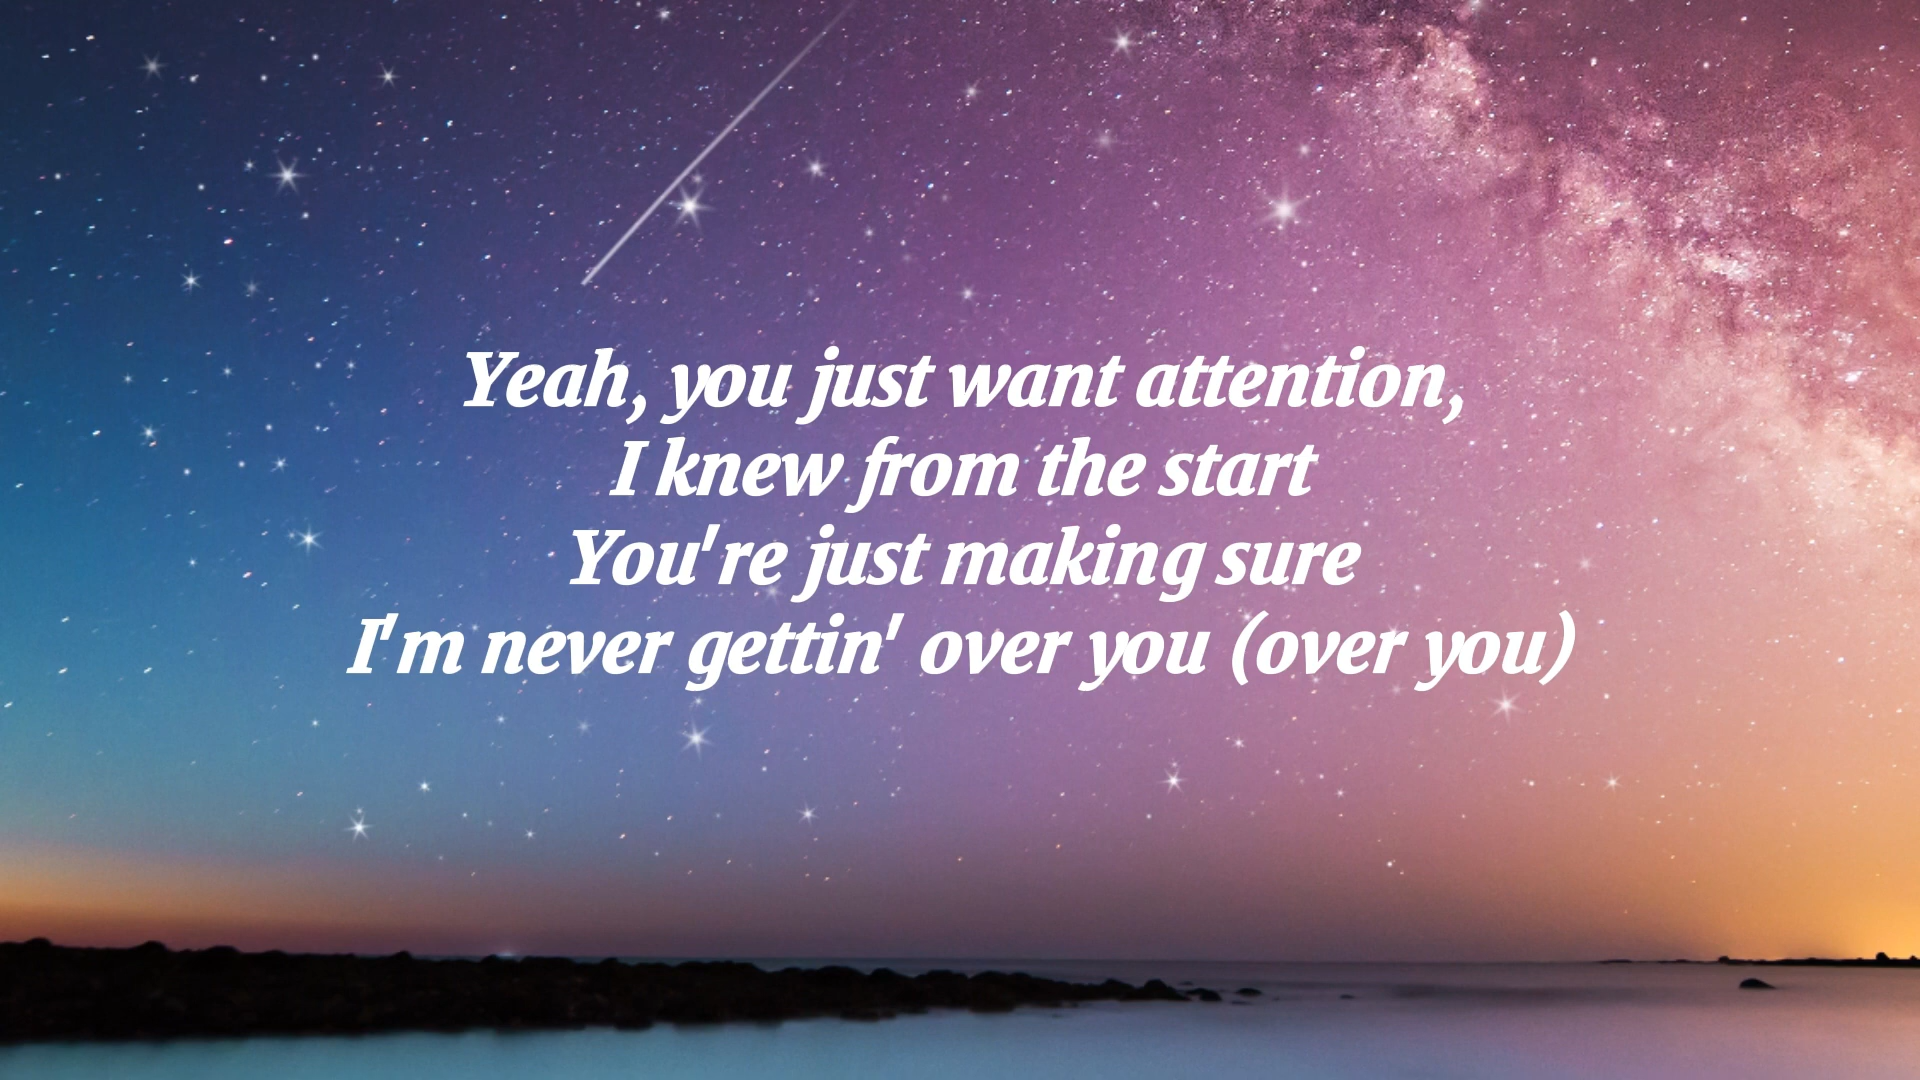 Yeah, you just want attention,
I knew from the start
You're just making sure
I'm never gettin' over you (over you)